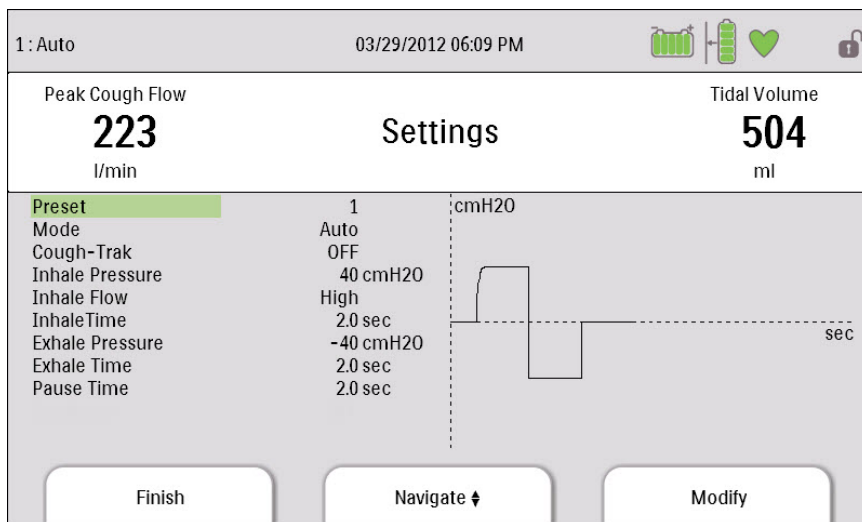 1 : Auto
03/29/2012 06:09 PM
Peak Cough Flow
223
l/min
Settings
Tidal Volume
504
ml
Preset 1
Mode Auto
Cough-Trak OFF
Inhale Pressure 40 cmH2O
Inhale Flow High
InhaleTime 2.0 sec
Exhale Pressure -40 cmH2O
Exhale Time 2.0 sec
Pause Time 2.0 sec
cmH2O
sec
Finish
Navigate
Modify